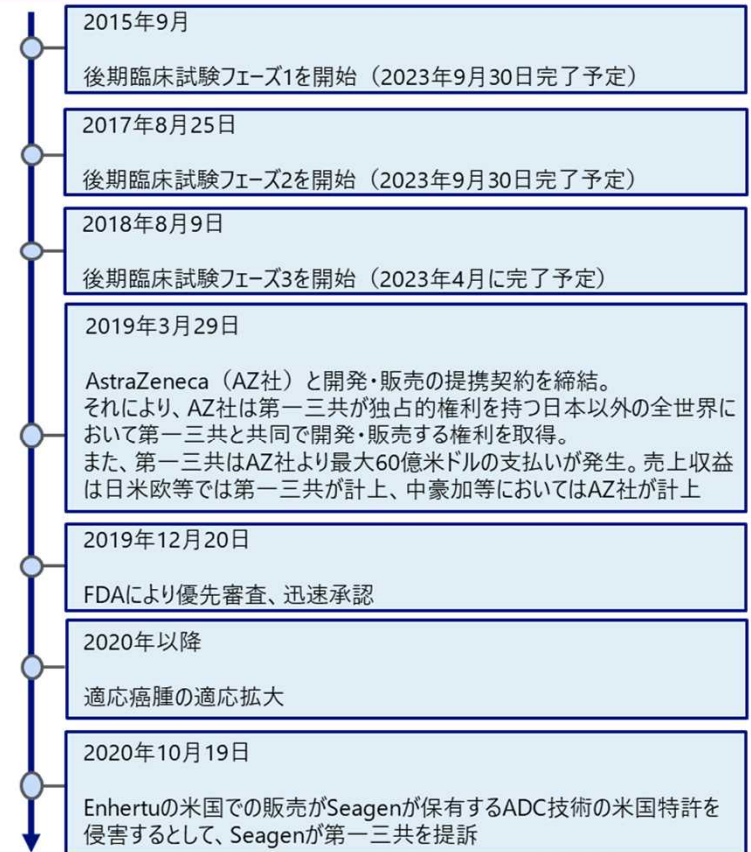 2015年9月
後期臨床試験フェーズ1を開始（2023年9月30日完了予定）
2017年8月25日
後期臨床試験フェーズ2を開始（2023年9月30日完了予定）
2018年8月9日
後期臨床試験フェーズ3を開始（2023年4月に完了予定）
2019年3月29日
AstraZeneca（AZ社）と開発・販売の提携契約を締結。
それにより、AZ社は第一三共が独占的権利を持つ日本以外の全世界に
おいて第一三共と共同で開発・販売する権利を取得。
また、第一三共はAZ社より最大60億米ドルの支払いが発生。売上収益
は日米欧等では第一三共が計上、中豪加等においてはAZ社が計上
2019年12月20日
FDAにより優先審査、迅速承認
2020年以降
適応癌腫の適応拡大
2020年10月19日
Enhertuの米国での販売がSeagenが保有するADC技術の米国特許を
侵害するとして、Seagenが第一三共を提訴